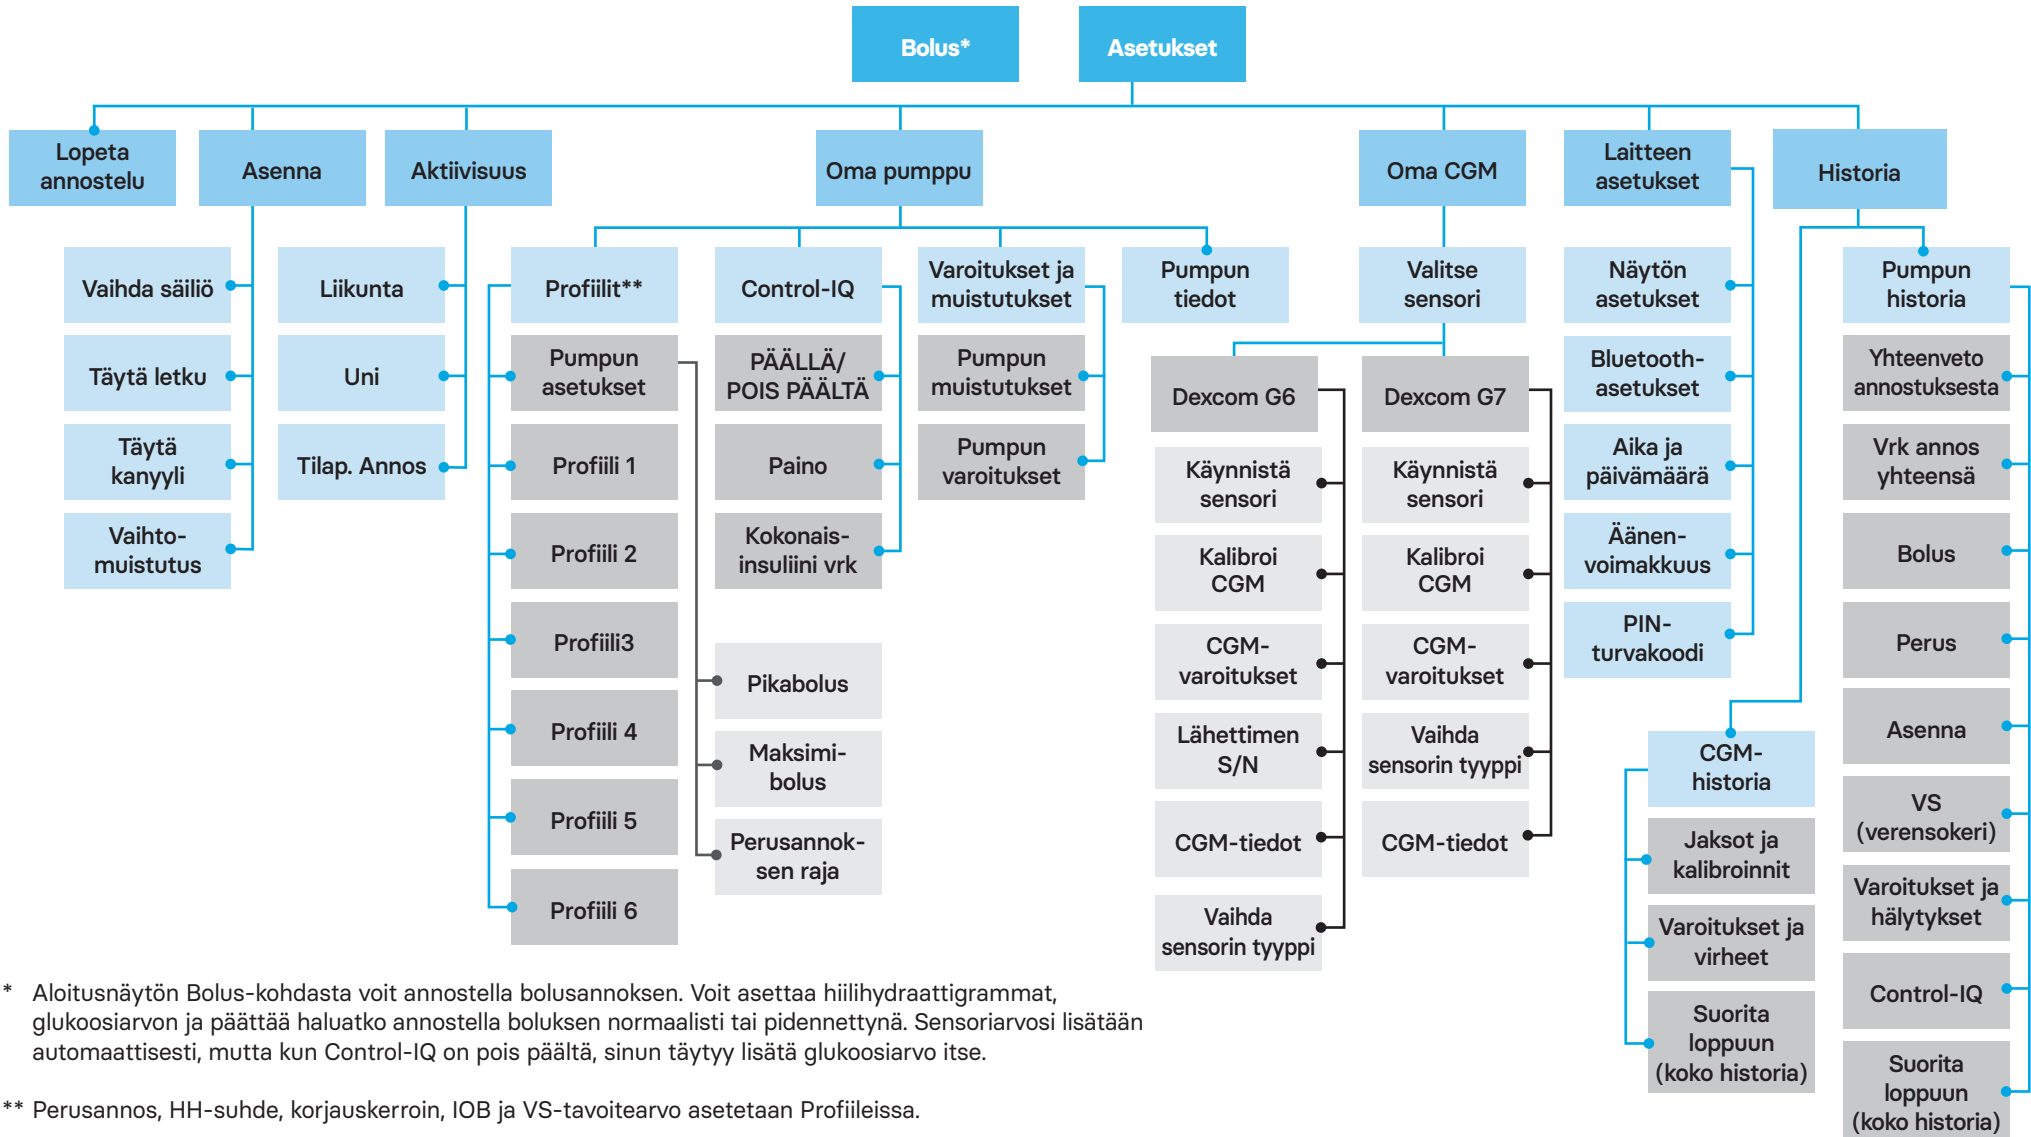 Bolus*
Asetukset
Lopeta
annostelu
Asenna
Aktiivisuus
Oma pumppu
Oma CGM
Laitteen
asetukset
Historia
Vaihda säiliö
Täytä letku
Täytä
kanyyli
Vaihto-
muistutus
Liikunta
Uni
Tilap. Annos
Profiilit**
Pumpun
asetukset
Profiili 1
Profiili 2
Profiili3
Profiili 4
Profiili 5
Profiili 6
Pikabolus
Maksimi-
bolus
Perusannok-
sen raja
Control-IQ
PÄÄLLÄ/
POIS PÄÄLTÄ
Paino
Kokonais-
insuliini vrk
Varoitukset ja
muistutukset
Pumpun
muistutukset
Pumpun
varoitukset
Pumpun
tiedot
Valitse
sensori
Dexcom G6
Käynnistä
sensori
Kalibroi
CGM
CGM-
varoitukset
Lähettimen
S/N
CGM-tiedot
Vaihda
sensorin tyyppi
Dexcom G7
Käynnistä
sensori
Kalibroi
CGM
CGM-
varoitukset
Vaihda
sensorin tyyppi
CGM-tiedot
Näytön
asetukset
Bluetooth-
asetukset
Aika ja
päivämäärä
Äänen-
voimakkuus
PIN-
turvakoodi
CGM-
historia
Jaksot ja
kalibroinnit
Varoitukset ja
virheet
Suorita
loppuun
(koko historia)
Pumpun
historia
Yhteenveto
annostuksesta
Vrk annos
yhteensä
Bolus
Perus
Asenna
VS
(verensokeri)
Varoitukset ja
hälytykset
Control-IQ
Suorita
loppuun
(koko historia)
* Aloitusnäytön Bolus-kohdasta voit annostella bolusannoksen. Voit asettaa hiilihydraattigrammat,
glukoosiarvon ja päättää haluatko annostella boluksen normaalisti tai pidennettynä. Sensoriarvosi lisätään
automaattisesti, mutta kun Control-IQ on pois päältä, sinun täytyy lisätä glukoosiarvo itse.
** Perusannos, HH-suhde, korjauskerroin, IOB ja VS-tavoitearvo asetetaan Profiileissa.